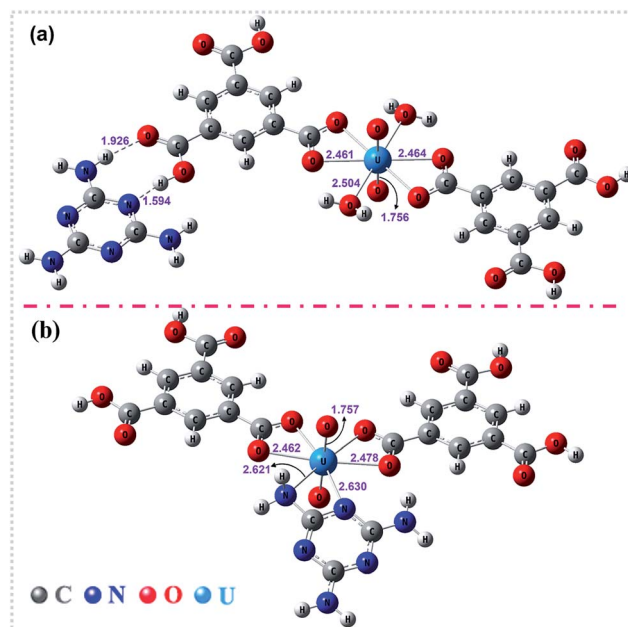 (a)
H
O O
H C H
C C
1.926 O C C O O O H
C C C H
H O H 2.461 U 2.464 O C O
N H H O C C C O H
C 1.594 2.504 O O C C
N N O H 1.756 H C H
H C C N H H C
N N H O O
H H
(b)
H
O O H
C O O
H C H 1.757 C
H O C C O O O H C H
C C C 2.462 U C C O H
O H O 2.478 O C C
2.621 2.630 H C
H O O
N N
H C C N H
N N H
C
N H
H
C N O U